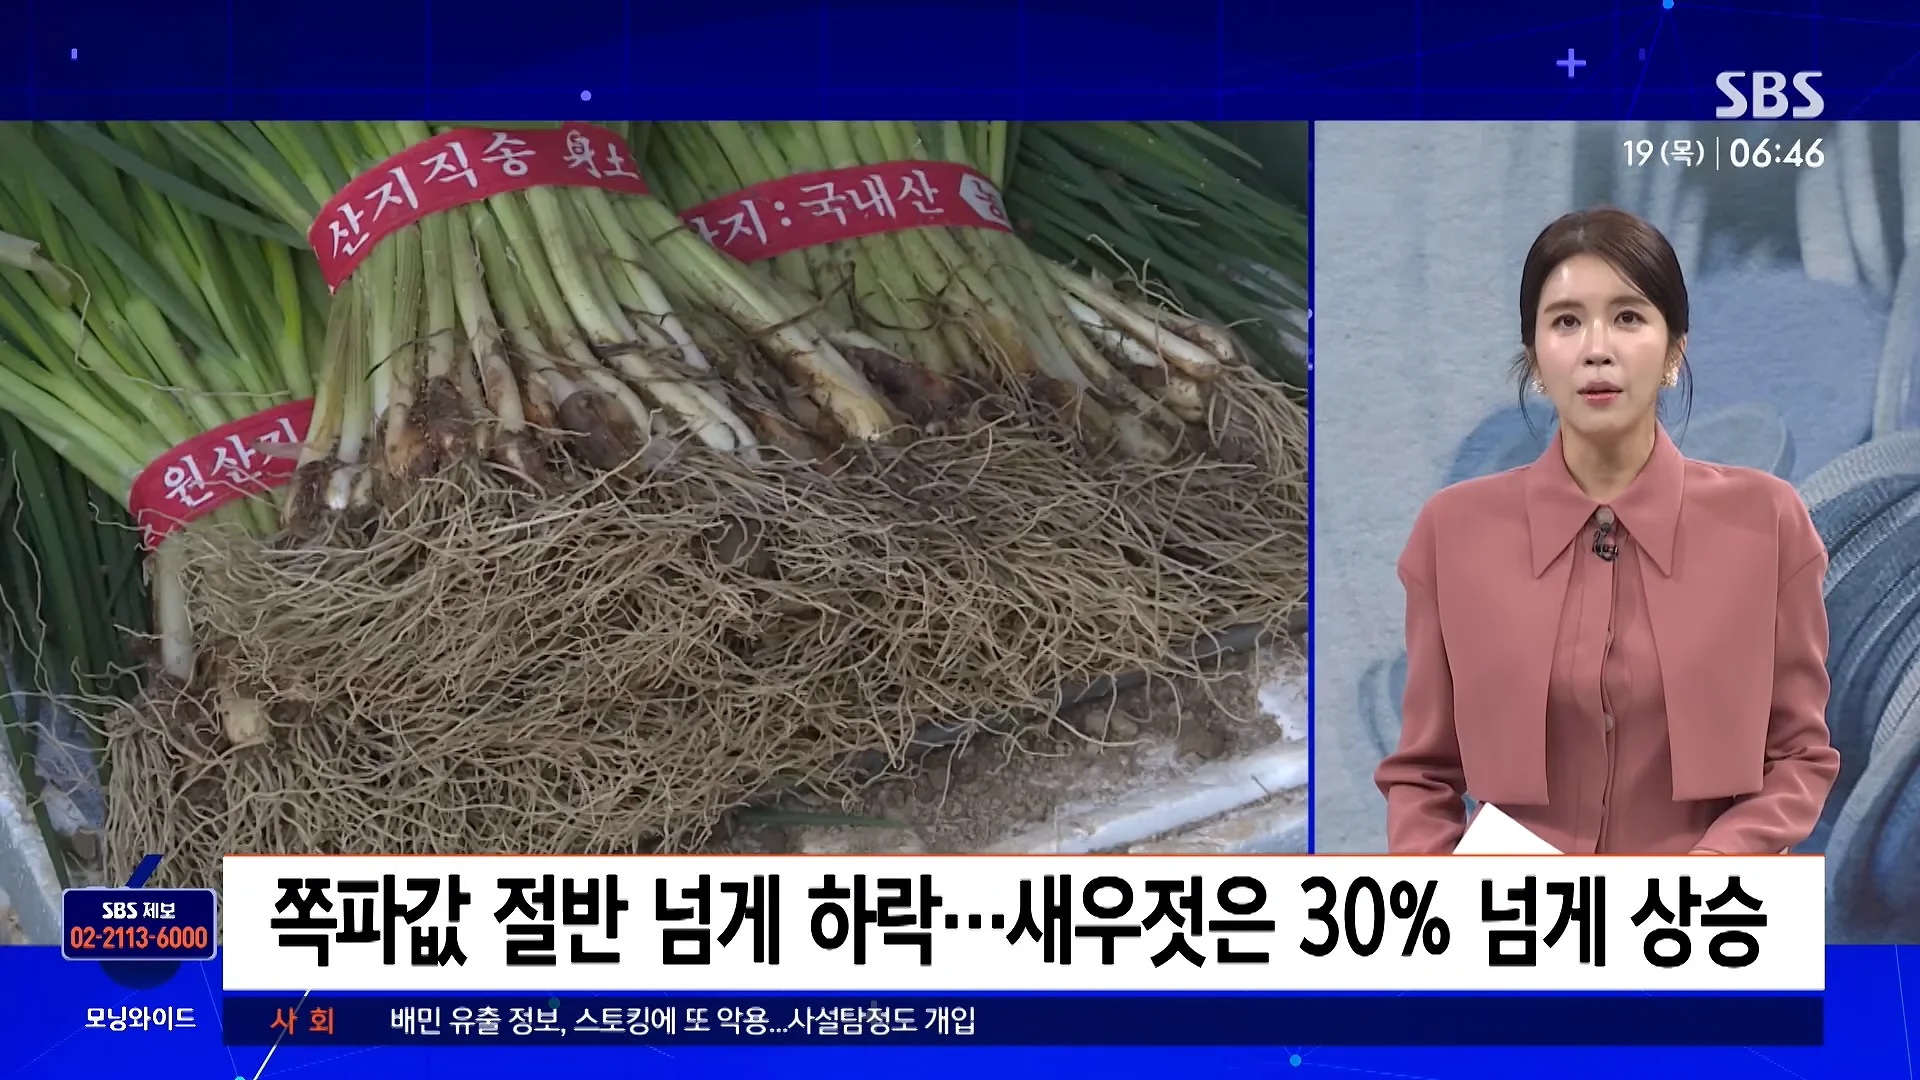 SBS
19(목) | 06:46
산지직송 身土
산지:국내산
원산지
쪽파값 절반 넘게 하락…새우젓은 30% 넘게 상승
SBS 제보
02-2113-6000
모닝와이드
사회 배민 유출 정보, 스토킹에 또 악용...사설탐정도 개입